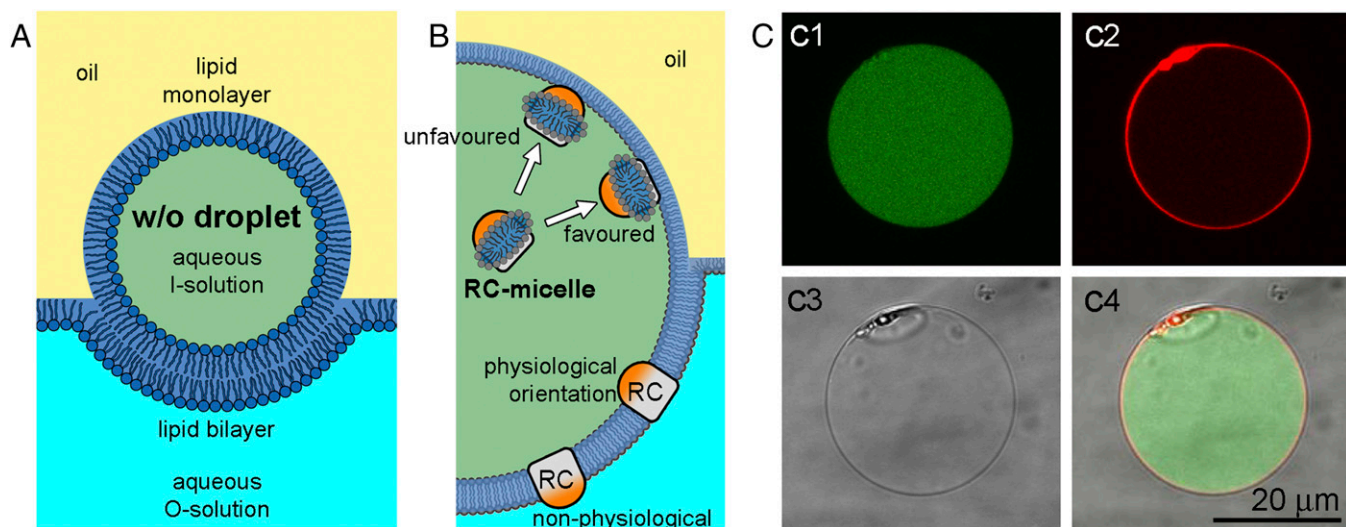 A
oil
lipid
monolayer
w/o droplet
aqueous
I-solution
lipid bilayer
aqueous
O-solution
B
oil
unfavoured
favoured
RC-micelle
physiological
orientation
RC
RC
non-physiological
C
C1
C2
C3
C4
20 µm